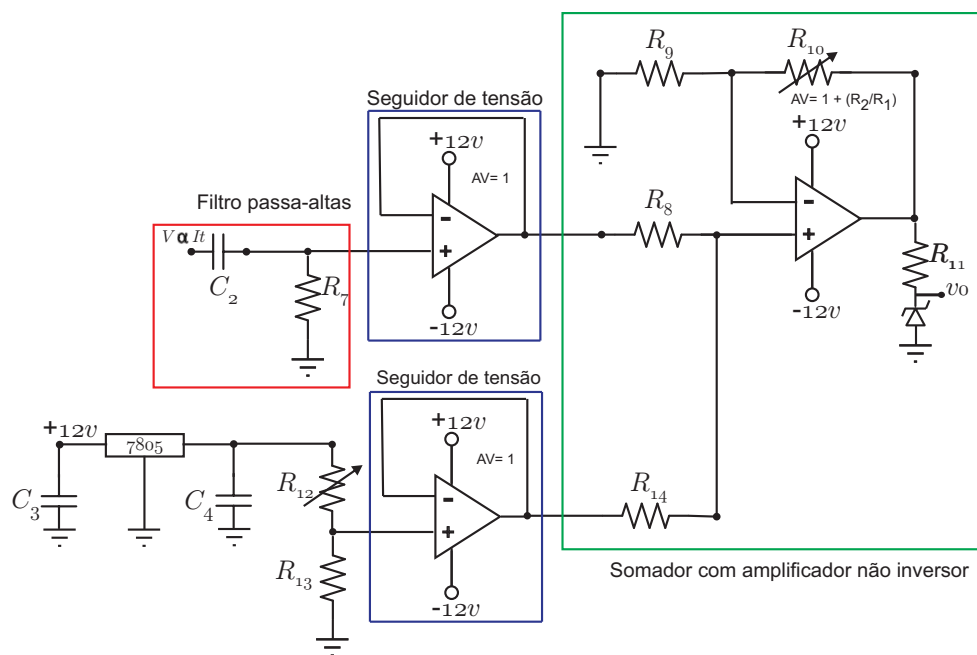 R₉
R₁₀
AV= 1 + (R₂/R₁)
Seguidor de tensão
+12v
AV= 1
-
+
-12v
Filtro passa-altas
V α It
C₂
R₇
R₈
+12v
-
+
-12v
R₁₁
v₀
Seguidor de tensão
+12v
AV= 1
-
+
-12v
+12v
7805
C₃
C₄
R₁₂
R₁₃
R₁₄
Somador com amplificador não inversor